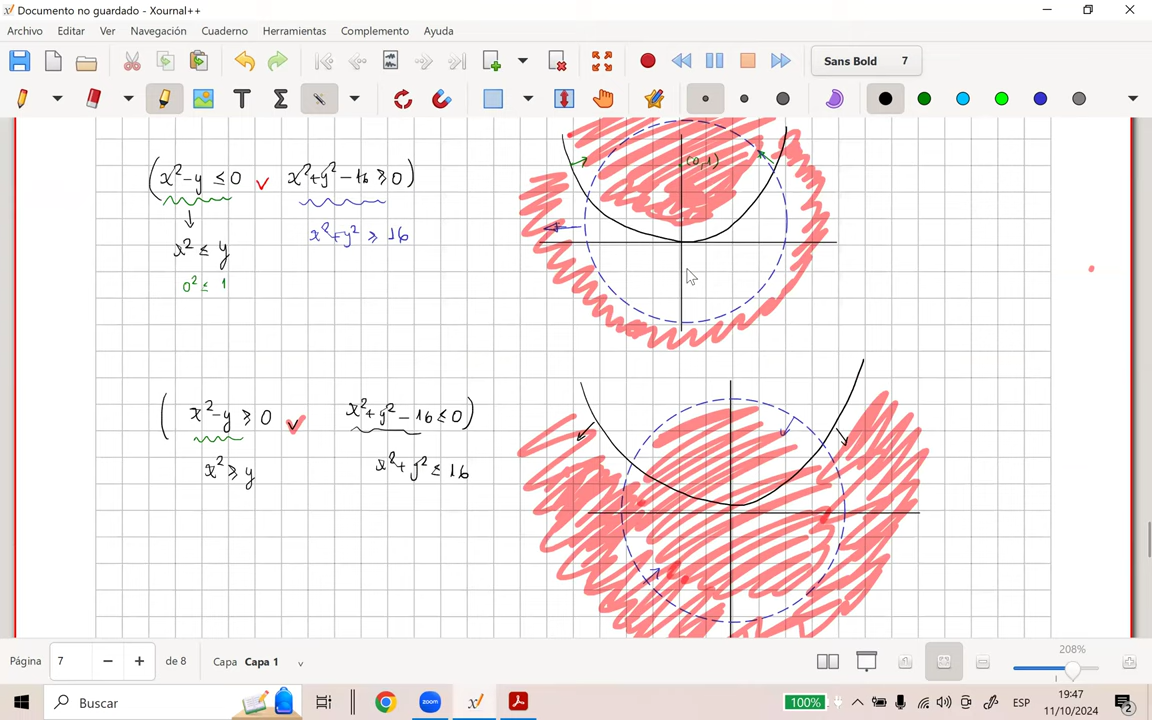 Documento no guardado — Xournal++
Archivo Editar Ver Navegación Cuaderno Herramientas Complemento Ayuda
Sans Bold 7
(x²-y ≤ 0 ∨ x²+y²-16 ≥ 0)
x² ≤ y
x²+y² ≥ 16
0² ≤ 1
(0,1)
(x²-y ≥ 0 ∨ x²+y²-16 ≤ 0)
x² ≥ y
x²+y² ≤ 16
Página 7 de 8 Capa Capa 1
208%
Buscar
100%
ESP
19:47
11/10/2024
2